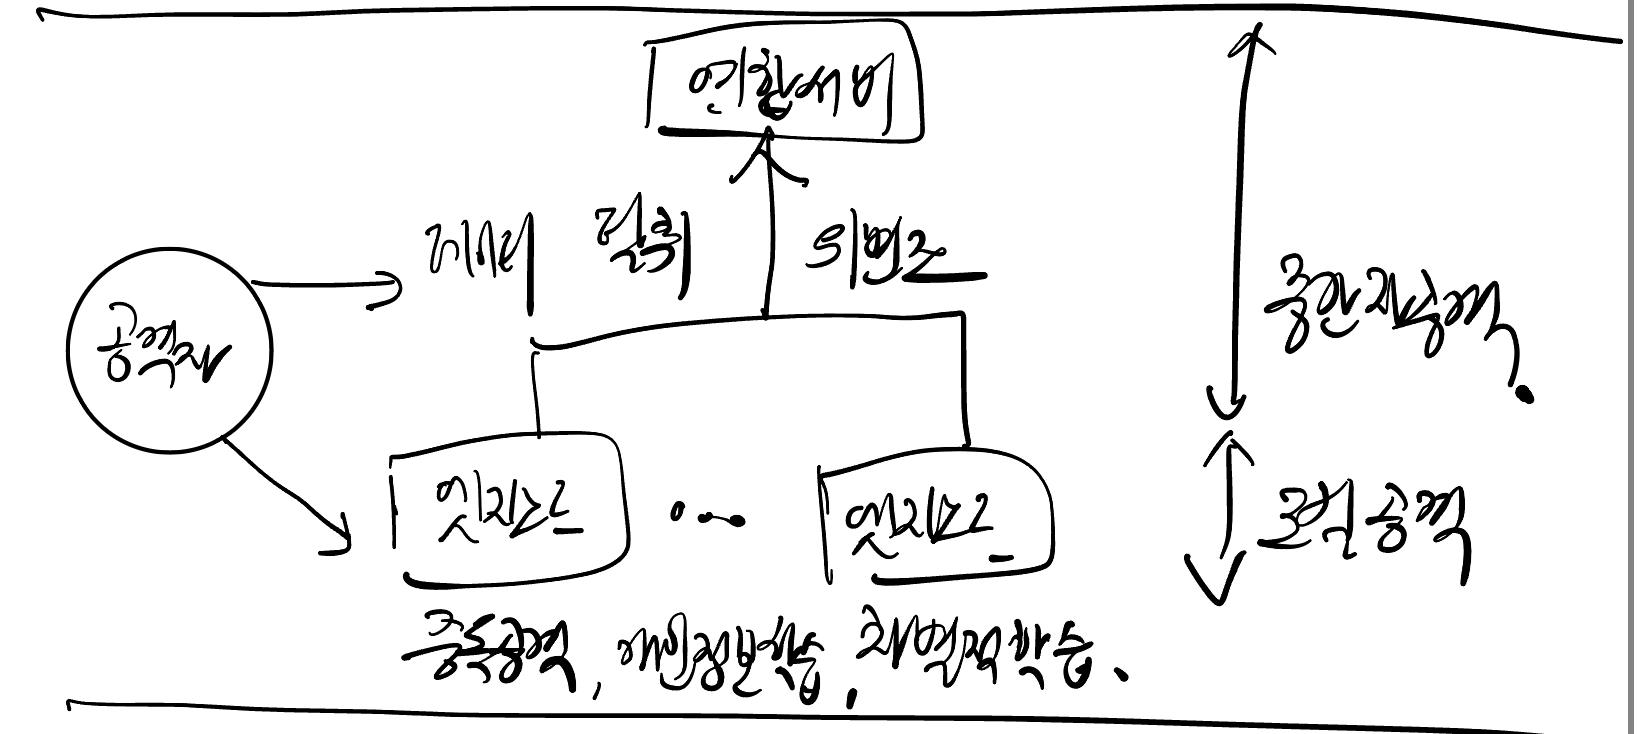 연합서버
데이터 탈취 위변조
공격자
중간자공격.
엣지노드 ... 엣지노드
로컬 공격
중독공격, 개인정보학습, 차별적학습.